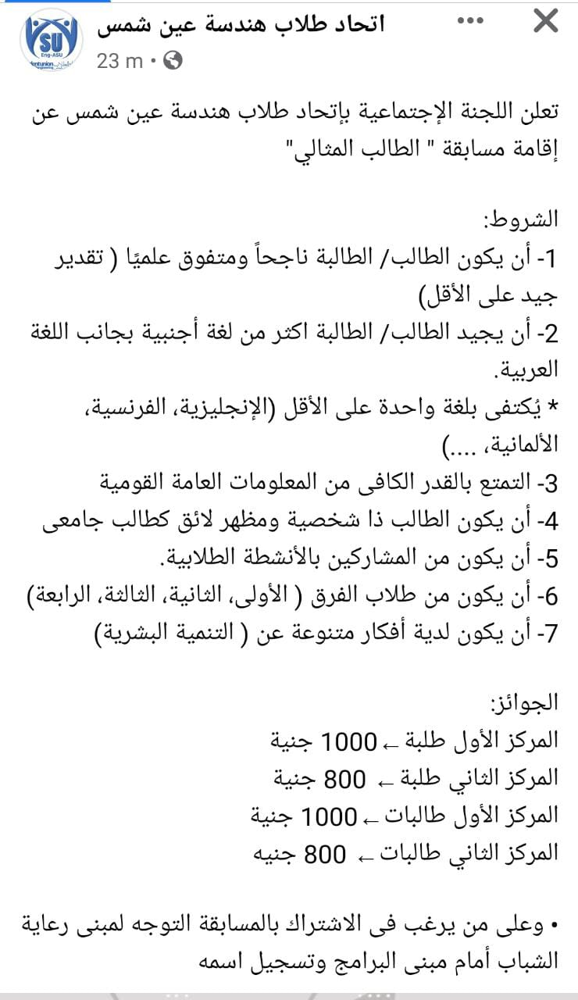 اتحاد طلاب هندسة عين شمس
23 m
SU
Eng-ASU
تعلن اللجنة الإجتماعية بإتحاد طلاب هندسة عين شمس عن
إقامة مسابقة " الطالب المثالي"
الشروط:
1- أن يكون الطالب/ الطالبة ناجحاً ومتفوق علميًا ( تقدير
جيد على الأقل)
2- أن يجيد الطالب/ الطالبة اكثر من لغة أجنبية بجانب اللغة
العربية.
* يُكتفى بلغة واحدة على الأقل (الإنجليزية، الفرنسية،
الألمانية، ....)
3- التمتع بالقدر الكافى من المعلومات العامة القومية
4- أن يكون الطالب ذا شخصية ومظهر لائق كطالب جامعى
5- أن يكون من المشاركين بالأنشطة الطلابية.
6- أن يكون من طلاب الفرق ( الأولى، الثانية، الثالثة، الرابعة)
7- أن يكون لدية أفكار متنوعة عن ( التنمية البشرية)
الجوائز:
المركز الأول طلبة ← 1000 جنية
المركز الثاني طلبة ← 800 جنية
المركز الأول طالبات ← 1000 جنية
المركز الثاني طالبات ← 800 جنيه
• وعلى من يرغب فى الاشتراك بالمسابقة التوجه لمبنى رعاية
الشباب أمام مبنى البرامج وتسجيل اسمه